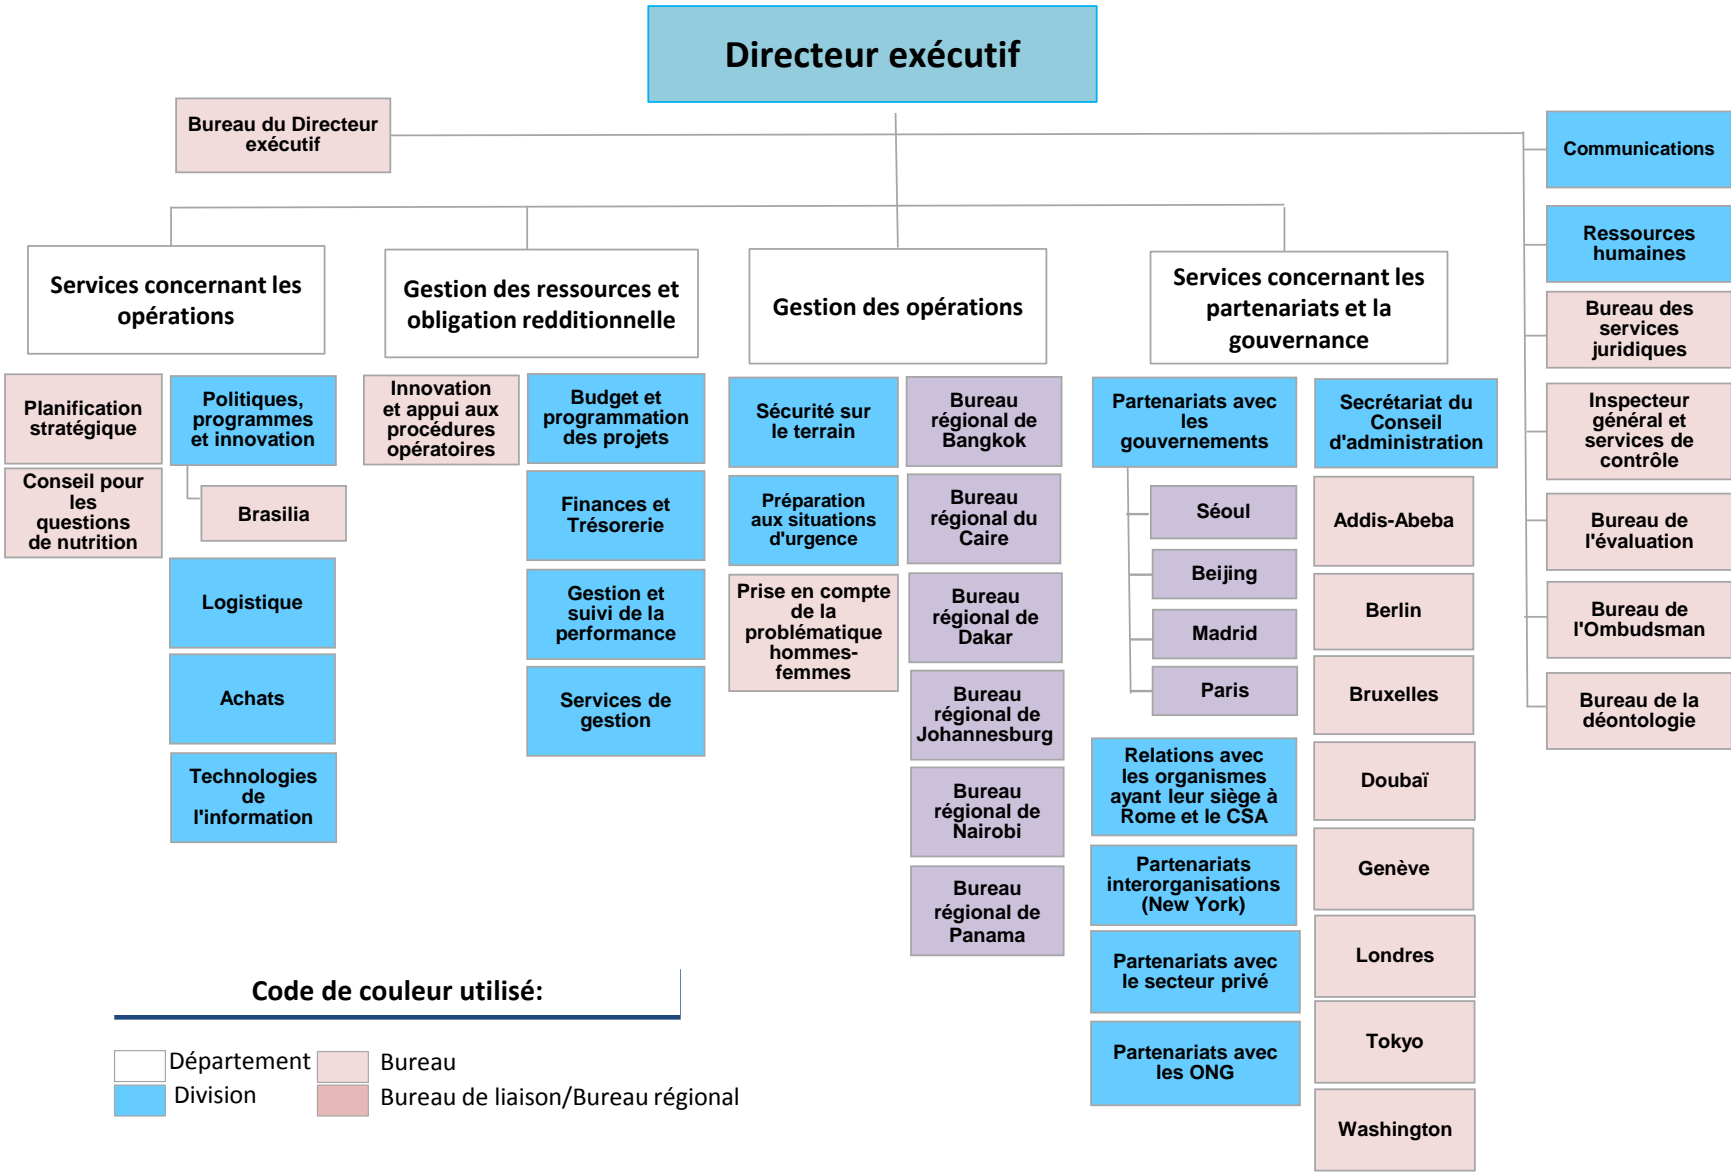 Directeur exécutif
Bureau du Directeur
exécutif
Communications
Ressources
humaines
Bureau des
services
juridiques
Inspecteur
général et
services de
contrôle
Bureau de
l'évaluation
Bureau de
l'Ombudsman
Bureau de la
déontologie
Services concernant les
opérations
Gestion des ressources et
obligation redditionnelle
Gestion des opérations
Services concernant les
partenariats et la
gouvernance
Planification
stratégique
Conseil pour
les
questions
de nutrition
Politiques,
programmes
et innovation
Brasilia
Logistique
Achats
Technologies
de
l'information
Innovation
et appui aux
procédures
opératoires
Budget et
programmation
des projets
Finances et
Trésorerie
Gestion et
suivi de la
performance
Services de
gestion
Sécurité sur
le terrain
Préparation
aux situations
d'urgence
Prise en compte
de la
problématique
hommes-
femmes
Bureau
régional de
Bangkok
Bureau
régional du
Caire
Bureau
régional de
Dakar
Bureau
régional de
Johannesburg
Bureau
régional de
Nairobi
Bureau
régional de
Panama
Partenariats avec
les
gouvernements
Séoul
Beijing
Madrid
Paris
Relations avec
les organismes
ayant leur siège à
Rome et le CSA
Partenariats
interorganisations
(New York)
Partenariats avec
le secteur privé
Partenariats avec
les ONG
Secrétariat du
Conseil
d'administration
Addis-Abeba
Berlin
Bruxelles
Doubaï
Genève
Londres
Tokyo
Washington
Code de couleur utilisé:
Département
Bureau
Division
Bureau de liaison/Bureau régional